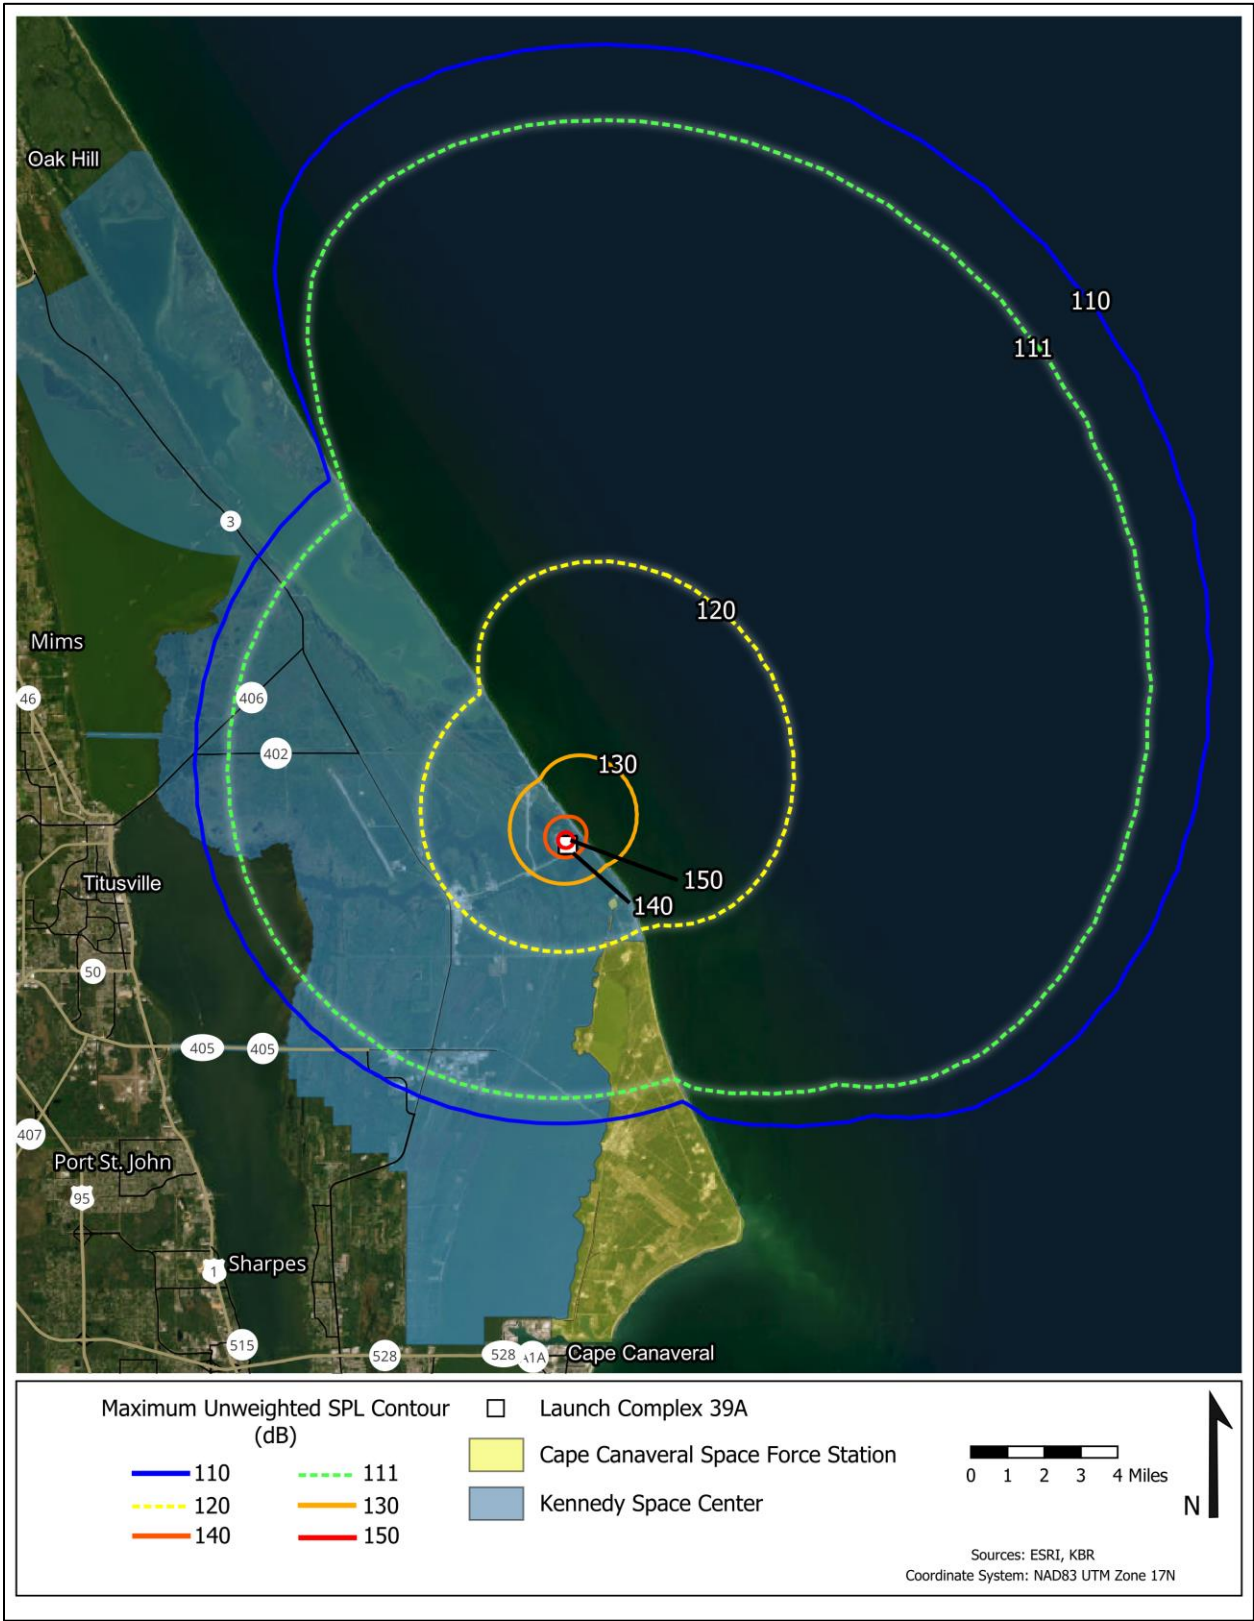 Oak Hill
110
111
3
120
Mims
46
406
402
130
150
Titusville
140
50
405
405
407
Port St. John
95
Sharpes
1
515
528
528
A1A
Cape Canaveral
Maximum Unweighted SPL Contour
(dB)
110
111
120
130
140
150
Launch Complex 39A
Cape Canaveral Space Force Station
Kennedy Space Center
0 1 2 3 4 Miles
N
Sources: ESRI, KBR
Coordinate System: NAD83 UTM Zone 17N